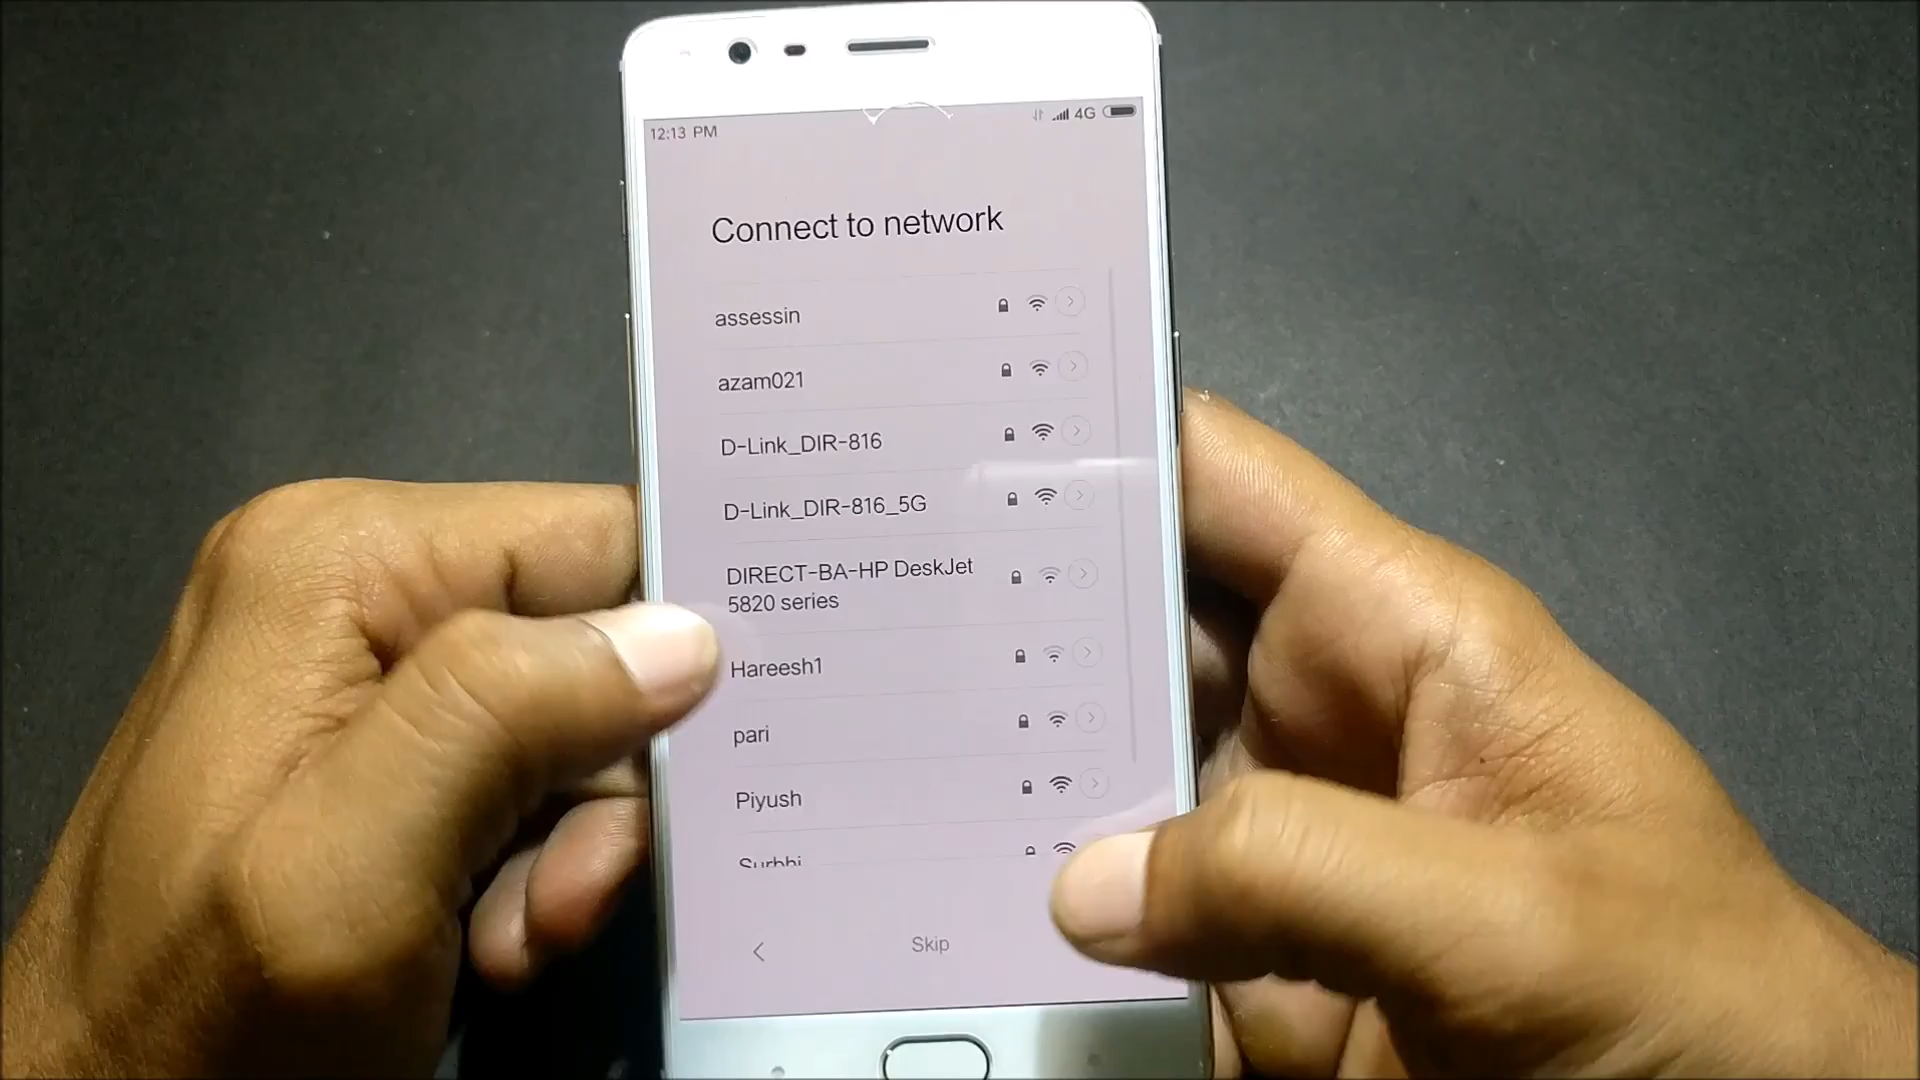 12:13 PM
4G
Connect to network
assessin
azam021
D-Link_DIR-816
D-Link_DIR-816_5G
DIRECT-BA-HP DeskJet
5820 series
Hareesh1
pari
Piyush
Surbhi
Skip